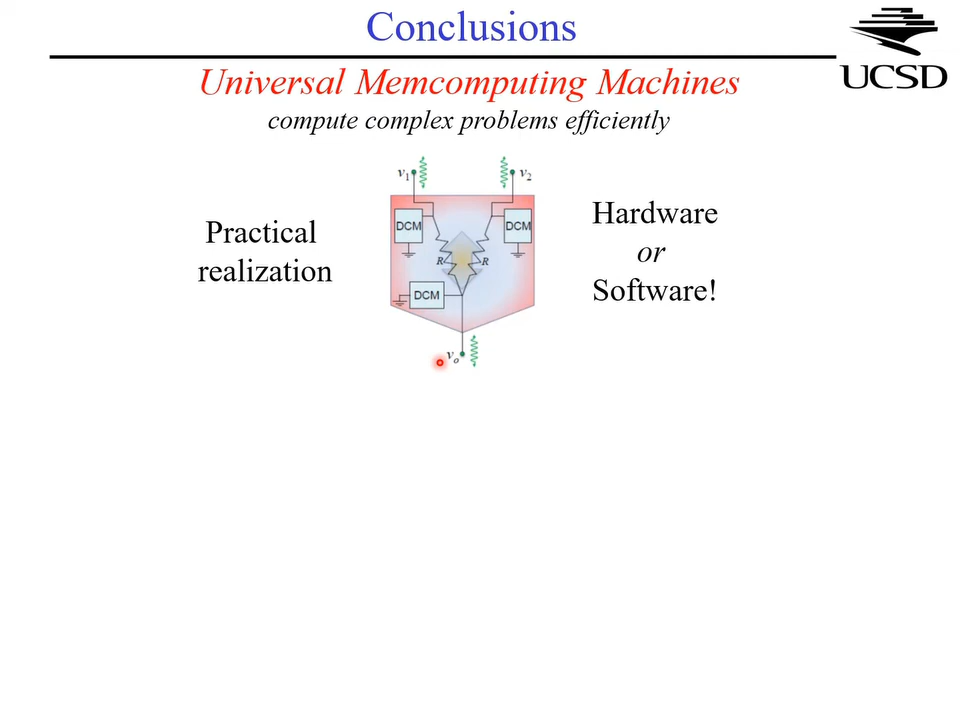 Conclusions
UCSD
Universal Memcomputing Machines
compute complex problems efficiently
v1 v2
Practical
realization
DCM DCM
R R
DCM
vo
Hardware
or
Software!